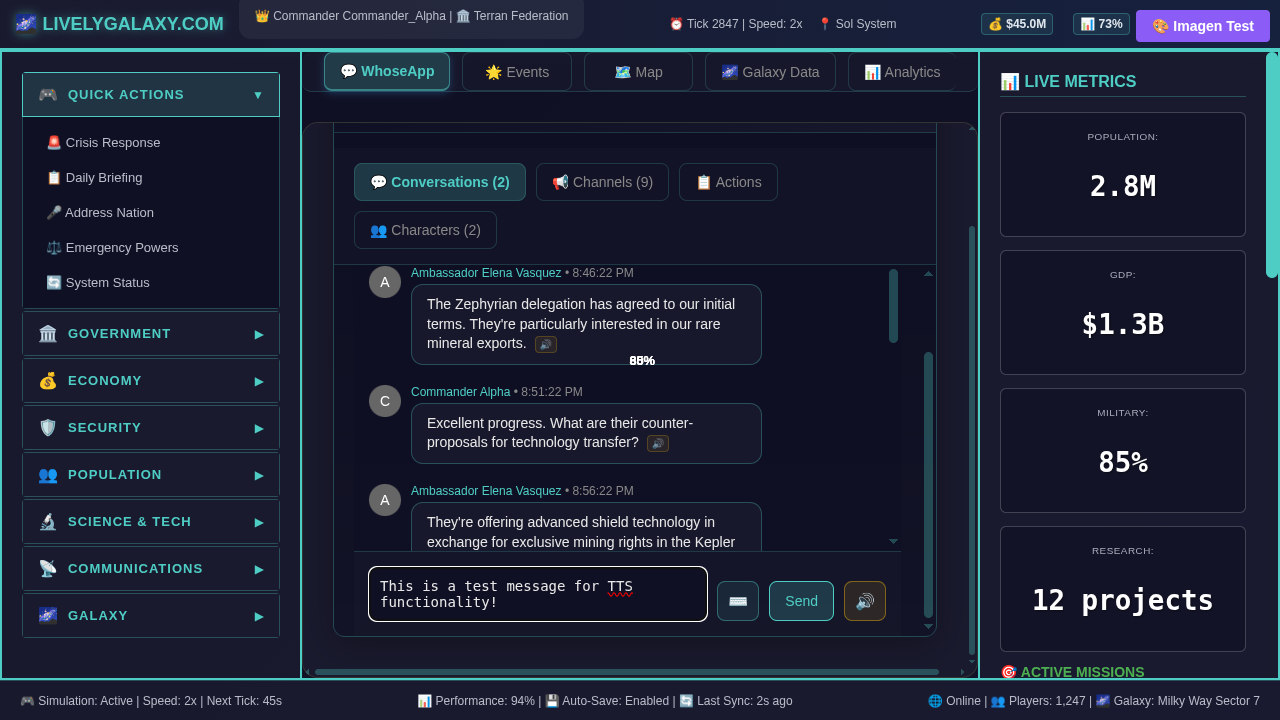 🌌 LIVELYGALAXY.COM
👑 Commander Commander_Alpha | 🏛️ Terran Federation
⏰ Tick 2847 | Speed: 2x
📍 Sol System
💰 $45.0M
📊 73%
🎨 Imagen Test
🎮 QUICK ACTIONS ▼
🚨 Crisis Response
📋 Daily Briefing
🎤 Address Nation
⚖️ Emergency Powers
🔄 System Status
🏛️ GOVERNMENT ▶
💰 ECONOMY ▶
🛡️ SECURITY ▶
👥 POPULATION ▶
🔬 SCIENCE & TECH ▶
📡 COMMUNICATIONS ▶
🌌 GALAXY ▶
💬 WhoseApp
🌟 Events
🗺️ Map
🌌 Galaxy Data
📊 Analytics
💬 Conversations (2)
📢 Channels (9)
📋 Actions
👥 Characters (2)
A
Ambassador Elena Vasquez • 8:46:22 PM
The Zephyrian delegation has agreed to our initial
terms. They're particularly interested in our rare
mineral exports. 🔊
C
Commander Alpha • 8:51:22 PM
Excellent progress. What are their counter-
proposals for technology transfer? 🔊
A
Ambassador Elena Vasquez • 8:56:22 PM
They're offering advanced shield technology in
exchange for exclusive mining rights in the Kepler
This is a test message for TTS
functionality!
⌨️
Send
🔊
📊 LIVE METRICS
POPULATION:
2.8M
GDP:
$1.3B
MILITARY:
85%
RESEARCH:
12 projects
🎯 ACTIVE MISSIONS
🎮 Simulation: Active | Speed: 2x | Next Tick: 45s
📊 Performance: 94% | 💾 Auto-Save: Enabled | 🔄 Last Sync: 2s ago
🌐 Online | 👥 Players: 1,247 | 🌌 Galaxy: Milky Way Sector 7